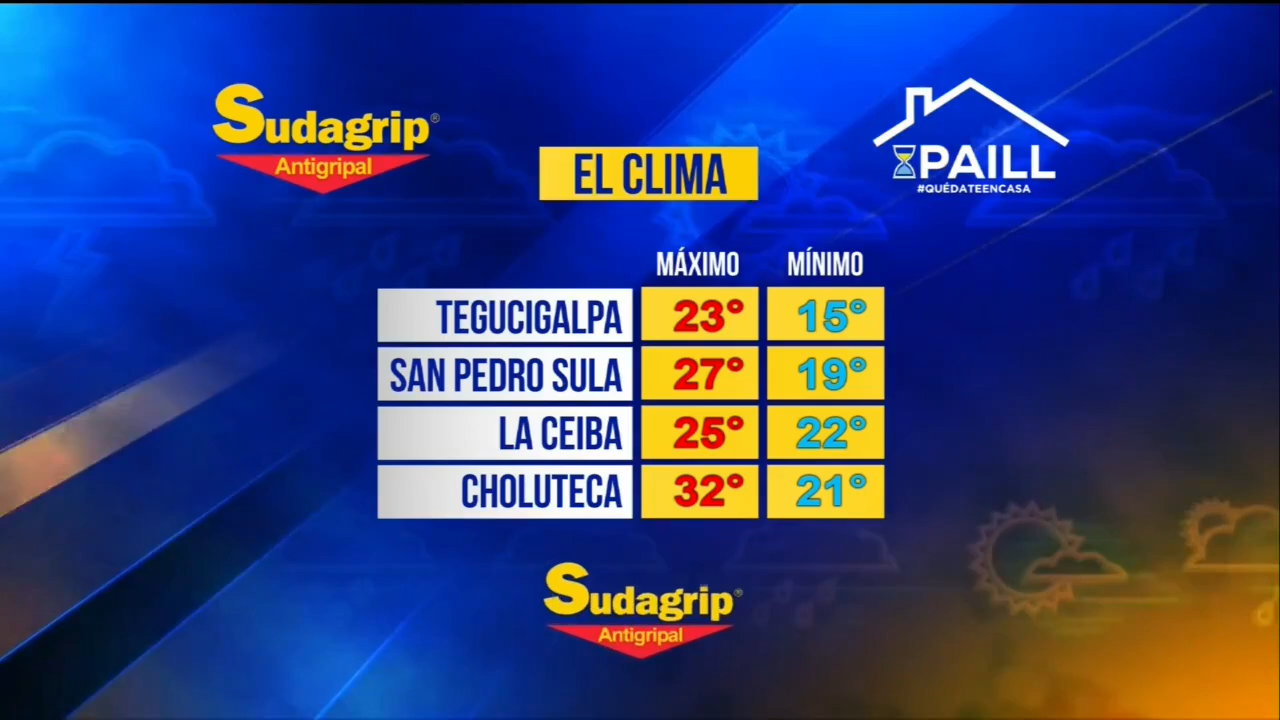 Sudagrip®
Antigripal
EL CLIMA
PAILL
#QUÉDATEENCASA
MÁXIMO MÍNIMO
TEGUCIGALPA 23° 15°
SAN PEDRO SULA 27° 19°
LA CEIBA 25° 22°
CHOLUTECA 32° 21°
Sudagrip®
Antigripal